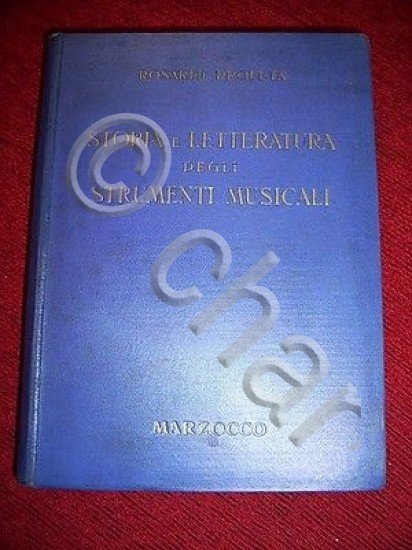 ROSARIO PROFETA
STORIA E LETTERATURA
DEGLI
STRUMENTI MUSICALI
MARZOCCO
© char